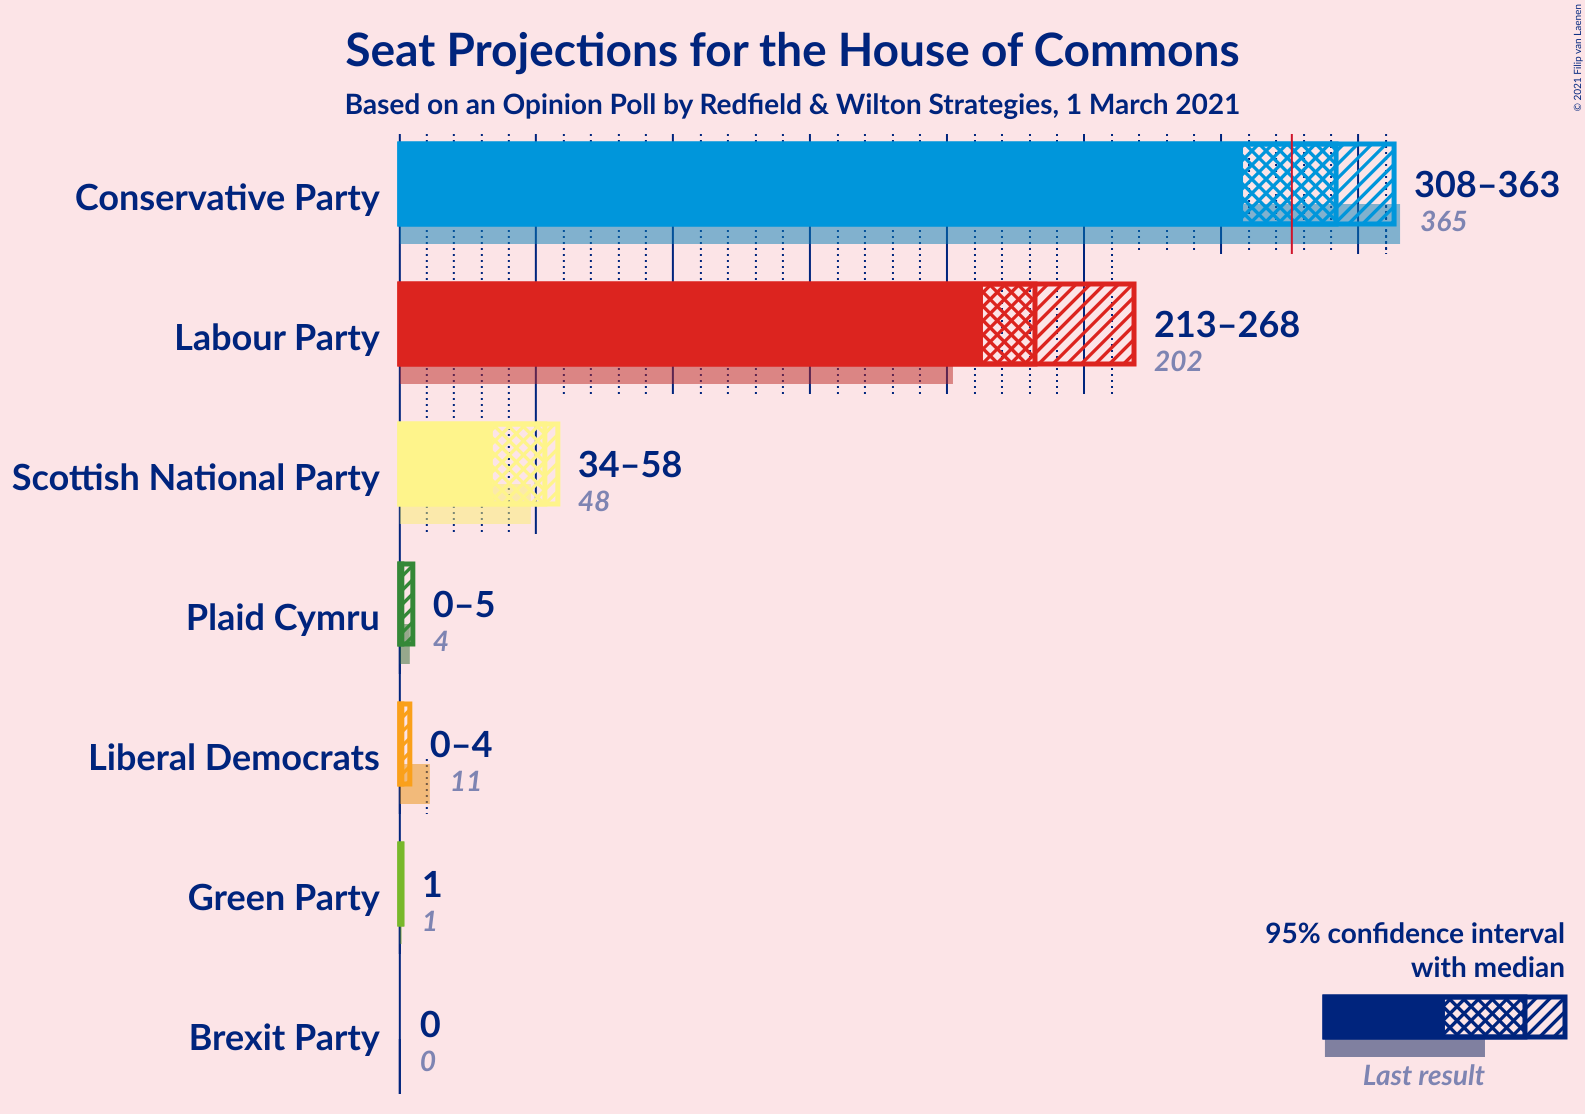 Seat Projections for the House of Commons
Based on an Opinion Poll by Redfield & Wilton Strategies, 1 March 2021
© 2021 Filip van Laenen
Conservative Party
308–363
365
Labour Party
213–268
202
Scottish National Party
34–58
48
Plaid Cymru
0–5
4
Liberal Democrats
0–4
11
Green Party
1
1
Brexit Party
0
0
95% confidence interval
with median
Last result